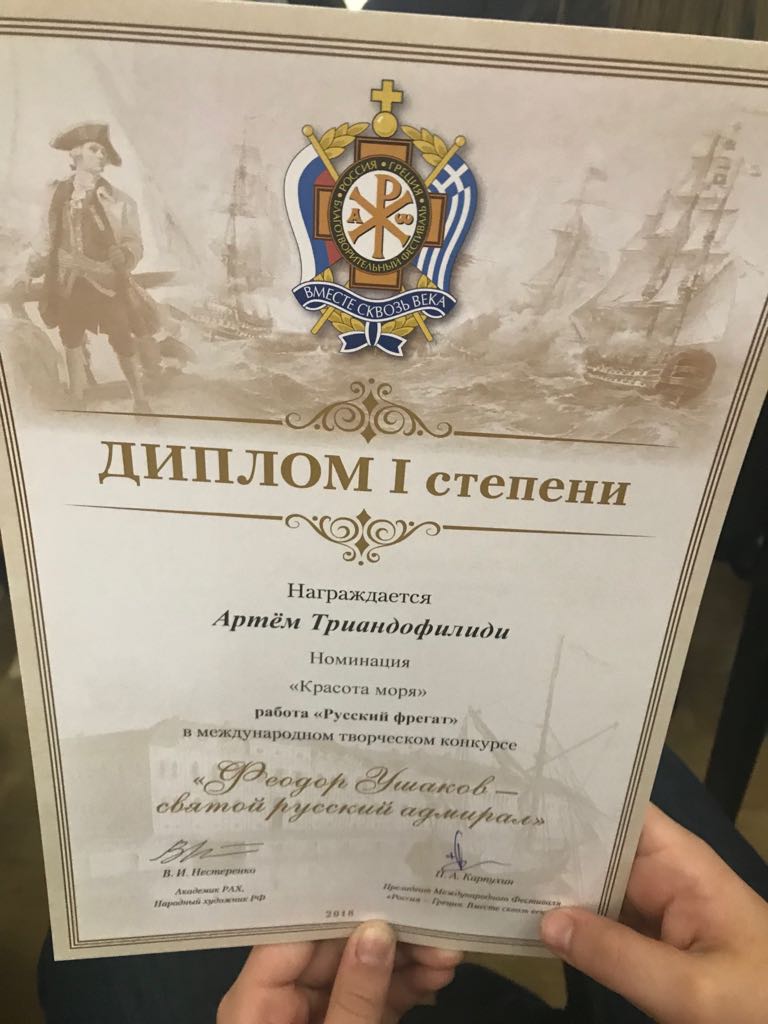 РОССИЯ • ГРЕЦИЯ
БЛАГОТВОРИТЕЛЬНЫЙ ФЕСТИВАЛЬ
А Р ω
ВМЕСТЕ СКВОЗЬ ВЕКА
ДИПЛОМ I степени
Награждается
Артём Триандофилиди
Номинация
«Красота моря»
работа «Русский фрегат»
в международном творческом конкурсе
«Феодор Ушаков —
святой русский адмирал»
В. И. Нестеренко
Академик РАХ,
Народный художник РФ
П. А. Карпухин
Президент Международного Фестиваля
«Россия – Греция. Вместе сквозь
2018